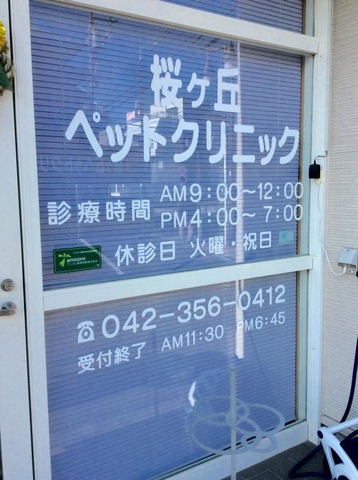 桜ヶ丘
ペットクリニック
診療時間 AM9:00〜12:00
PM4:00〜 7:00
休診日 火曜・祝日
☎042-356-0412
受付終了 AM11:30 PM6:45